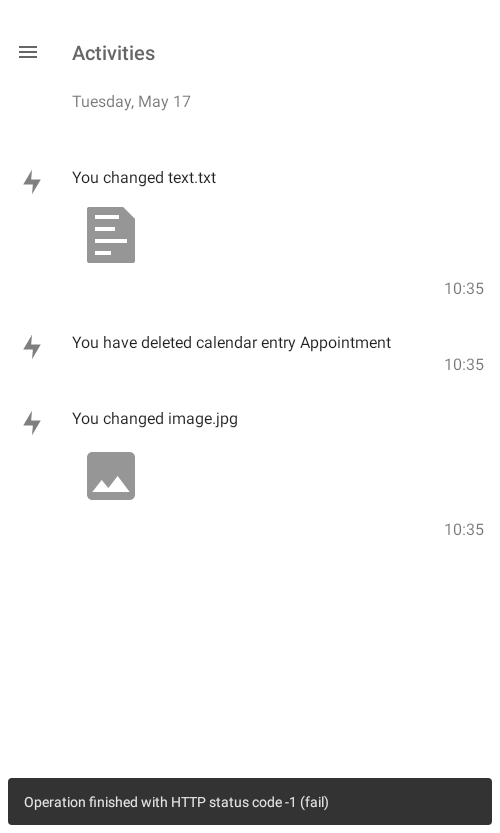 Activities
Tuesday, May 17
You changed text.txt
10:35
You have deleted calendar entry Appointment
10:35
You changed image.jpg
10:35
Operation finished with HTTP status code -1 (fail)